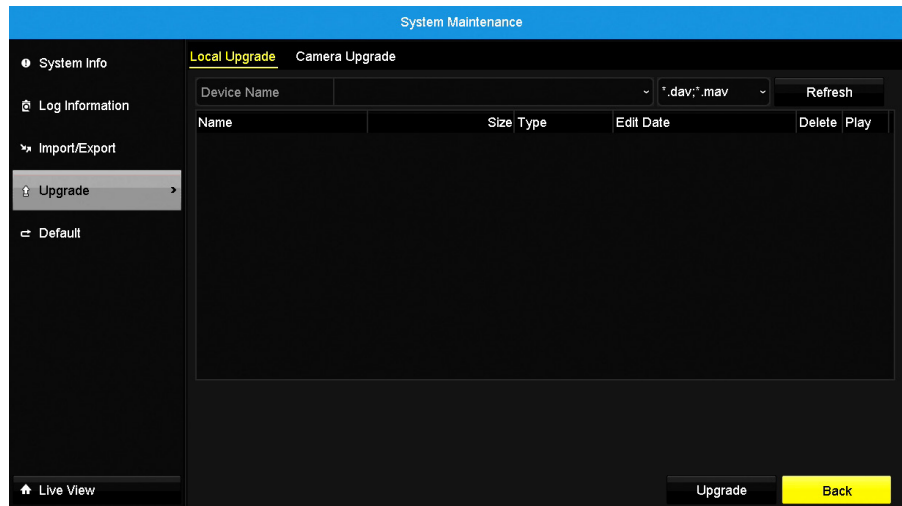 System Maintenance
System Info
Log Information
Import/Export
Upgrade >
Default
Live View
Local Upgrade Camera Upgrade
Device Name *.dav;*.mav Refresh
Name Size Type Edit Date Delete Play
Upgrade Back